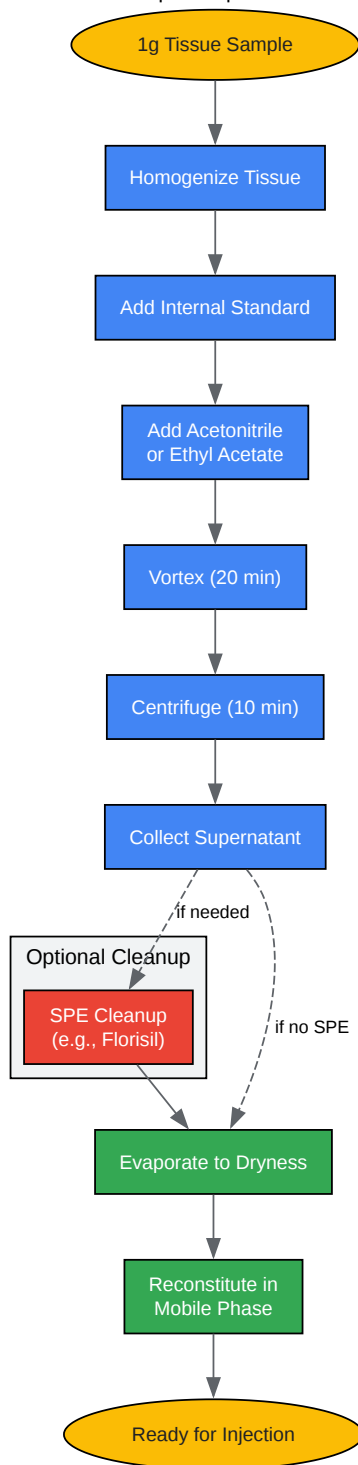 1g Tissue Sample
Homogenize Tissue
Add Internal Standard
Add Acetonitrile
or Ethyl Acetate
Vortex (20 min)
Centrifuge (10 min)
Collect Supernatant
if needed
Optional Cleanup
SPE Cleanup
(e.g., Florisil)
if no SPE
Evaporate to Dryness
Reconstitute in
Mobile Phase
Ready for Injection